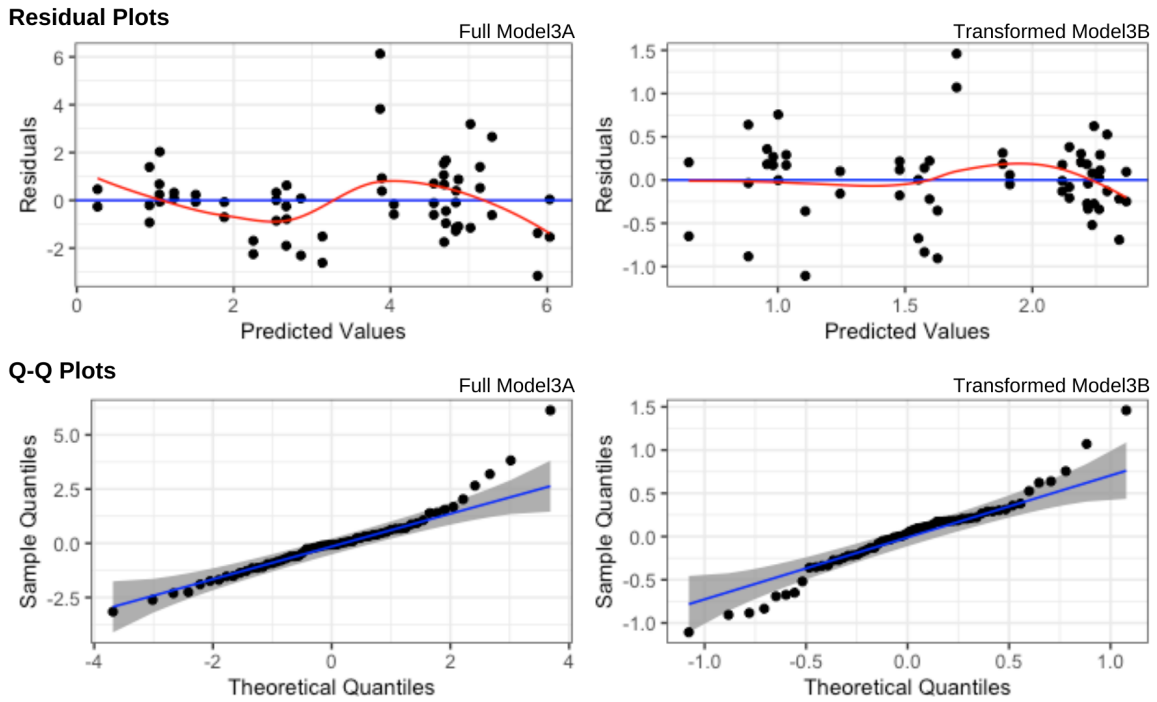 Residual Plots
Full Model3A
Transformed Model3B
6
4
2
0
-2
Residuals
0
2
4
6
Predicted Values
1.5
1.0
0.5
0.0
-0.5
-1.0
Residuals
1.0
1.5
2.0
Predicted Values
Q-Q Plots
Full Model3A
Transformed Model3B
5.0
2.5
0.0
-2.5
Sample Quantiles
-4
-2
0
2
4
Theoretical Quantiles
1.5
1.0
0.5
0.0
-0.5
-1.0
Sample Quantiles
-1.0
-0.5
0.0
0.5
1.0
Theoretical Quantiles